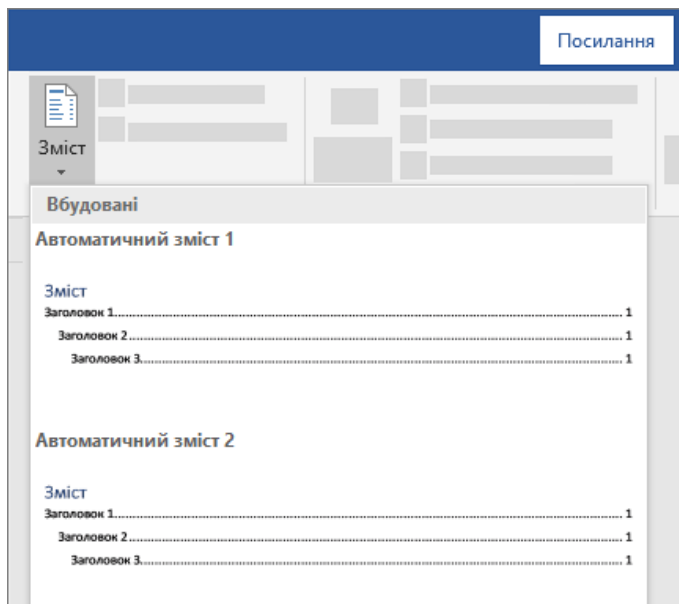 Посилання
Зміст
Вбудовані
Автоматичний зміст 1
Зміст
Заголовок 1........................................................................................................................ 1
Заголовок 2........................................................................................................................ 1
Заголовок 3........................................................................................................................ 1
Автоматичний зміст 2
Зміст
Заголовок 1........................................................................................................................ 1
Заголовок 2........................................................................................................................ 1
Заголовок 3........................................................................................................................ 1